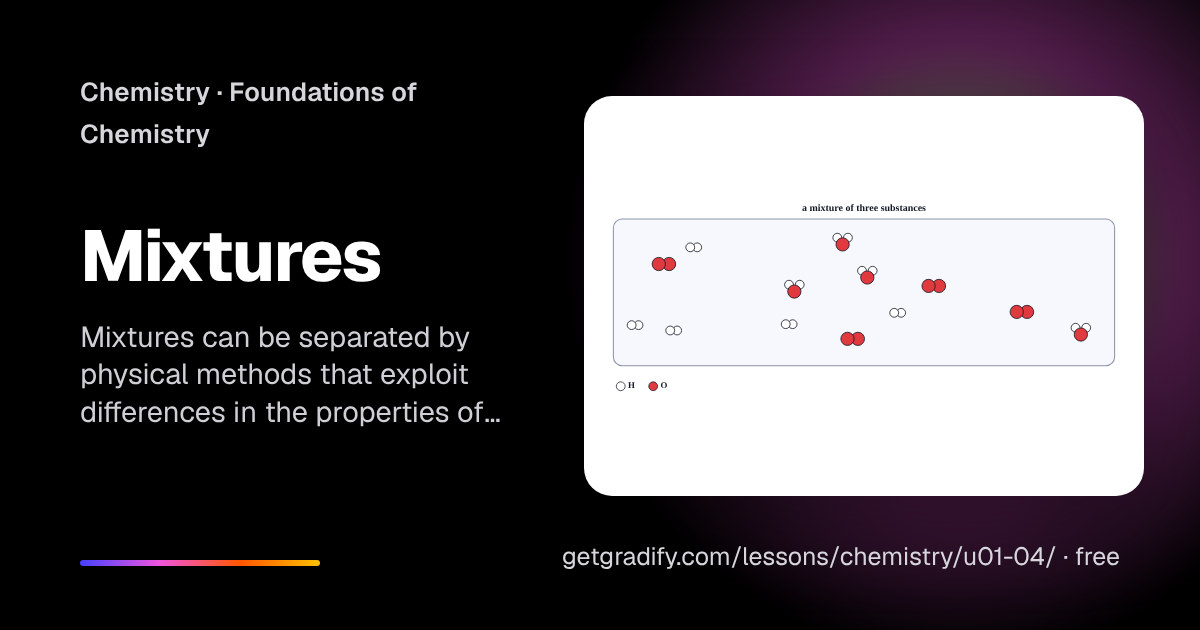 Chemistry · Foundations of
Chemistry
Mixtures
Mixtures can be separated by
physical methods that exploit
differences in the properties of...
a mixture of three substances
H O
getgradify.com/lessons/chemistry/u01-04/ · free